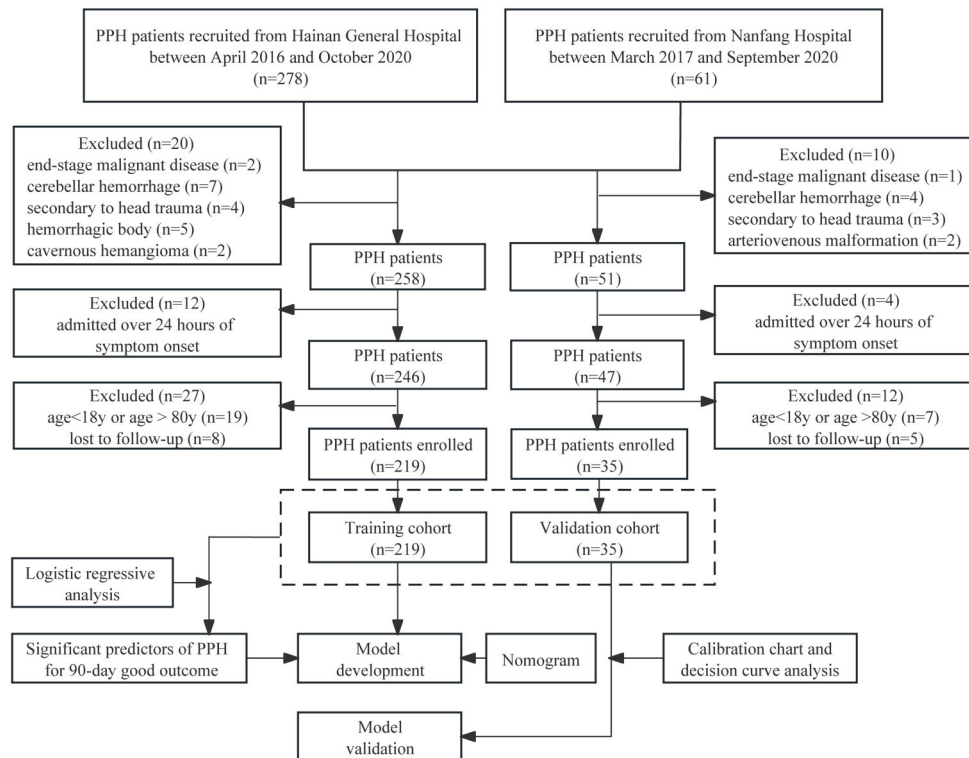 PPH patients recruited from Hainan General Hospital
between April 2016 and October 2020
(n=278)
PPH patients recruited from Nanfang Hospital
between March 2017 and September 2020
(n=61)
Excluded (n=20)
end-stage malignant disease (n=2)
cerebellar hemorrhage (n=7)
secondary to head trauma (n=4)
hemorrhagic body (n=5)
cavernous hemangioma (n=2)
Excluded (n=10)
end-stage malignant disease (n=1)
cerebellar hemorrhage (n=4)
secondary to head trauma (n=3)
arteriovenous malformation (n=2)
PPH patients
(n=258)
PPH patients
(n=51)
Excluded (n=12)
admitted over 24 hours of
symptom onset
Excluded (n=4)
admitted over 24 hours of
symptom onset
PPH patients
(n=246)
PPH patients
(n=47)
Excluded (n=27)
age<18y or age > 80y (n=19)
lost to follow-up (n=8)
Excluded (n=12)
age<18y or age >80y (n=7)
lost to follow-up (n=5)
PPH patients enrolled
(n=219)
PPH patients enrolled
(n=35)
Training cohort
(n=219)
Validation cohort
(n=35)
Logistic regressive
analysis
Significant predictors of PPH
for 90-day good outcome
Model
development
Nomogram
Calibration chart and
decision curve analysis
Model
validation